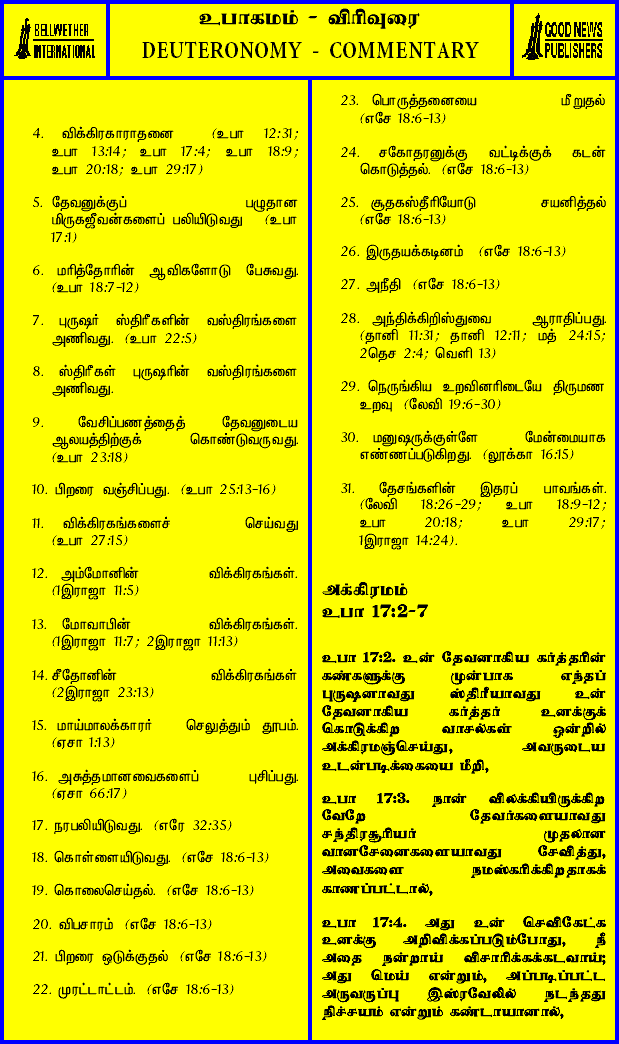 BELLWETHER
INTERNATIONAL
உபாகமம் - விரிவுரை
DEUTERONOMY - COMMENTARY
GOOD NEWS
PUBLISHERS
4. விக்கிரகாராதனை (உபா 12:31;
உபா 13:14; உபா 17:4; உபா 18:9;
உபா 20:18; உபா 29:17)
5. தேவனுக்குப் பழுதான
மிருகஜீவன்களைப் பலியிடுவது (உபா
17:1)
6. மரித்தோரின் ஆவிகளோடு பேசுவது.
(உபா 18:7-12)
7. புருஷர் ஸ்திரீகளின் வஸ்திரங்களை
அணிவது. (உபா 22:5)
8. ஸ்திரீகள் புருஷரின் வஸ்திரங்களை
அணிவது.
9. வேசிப்பணத்தைத் தேவனுடைய
ஆலயத்திற்குக் கொண்டுவருவது.
(உபா 23:18)
10. பிறரை வஞ்சிப்பது. (உபா 25:13-16)
11. விக்கிரகங்களைச் செய்வது
(உபா 27:15)
12. அம்மோனின் விக்கிரகங்கள்.
(1இராஜா 11:5)
13. மோவாபின் விக்கிரகங்கள்.
(1இராஜா 11:7; 2இராஜா 11:13)
14. சீதோனின் விக்கிரகங்கள்
(2இராஜா 23:13)
15. மாய்மாலக்காரர் செலுத்தும் தூபம்.
(ஏசா 1:13)
16. அசுத்தமானவைகளைப் புசிப்பது.
(ஏசா 66:17)
17. நரபலியிடுவது. (எரே 32:35)
18. கொள்ளையிடுவது. (எசே 18:6-13)
19. கொலைசெய்தல். (எசே 18:6-13)
20. விபசாரம் (எசே 18:6-13)
21. பிறரை ஒடுக்குதல் (எசே 18:6-13)
22. முரட்டாட்டம். (எசே 18:6-13)
23. பொருத்தனையை மீறுதல்
(எசே 18:6-13)
24. சகோதரனுக்கு வட்டிக்குக் கடன்
கொடுத்தல். (எசே 18:6-13)
25. சூதகஸ்திரீயோடு சயனித்தல்
(எசே 18:6-13)
26. இருதயக்கடினம் (எசே 18:6-13)
27. அநீதி (எசே 18:6-13)
28. அந்திக்கிறிஸ்துவை ஆராதிப்பது.
(தானி 11:31; தானி 12:11; மத் 24:15;
2தெச 2:4; வெளி 13)
29. நெருங்கிய உறவினரிடையே திருமண
உறவு (லேவி 19:6-30)
30. மனுஷருக்குள்ளே மேன்மையாக
எண்ணப்படுகிறது. (லூக்கா 16:15)
31. தேசங்களின் இதரப் பாவங்கள்.
(லேவி 18:26-29; உபா 18:9-12;
உபா 20:18; உபா 29:17;
1இராஜா 14:24).
அக்கிரமம்
உபா 17:2-7
உபா 17:2. உன் தேவனாகிய கர்த்தரின்
கண்களுக்கு முன்பாக எந்தப்
புருஷனாவது ஸ்திரீயாவது உன்
தேவனாகிய கர்த்தர் உனக்குக்
கொடுக்கிற வாசல்கள் ஒன்றில்
அக்கிரமஞ்செய்து, அவருடைய
உடன்படிக்கையை மீறி,
உபா 17:3. நான் விலக்கியிருக்கிற
வேறே தேவர்களையாவது
சந்திரசூரியர் முதலான
வானசேனைகளையாவது சேவித்து,
அவைகளை நமஸ்கரிக்கிறதாகக்
காணப்பட்டால்,
உபா 17:4. அது உன் செவிகேட்க
உனக்கு அறிவிக்கப்படும்போது, நீ
அதை நன்றாய் விசாரிக்கக்கடவாய்;
அது மெய் என்றும், அப்படிப்பட்ட
அருவருப்பு இஸ்ரவேலில் நடந்தது
நிச்சயம் என்றும் கண்டாயானால்,